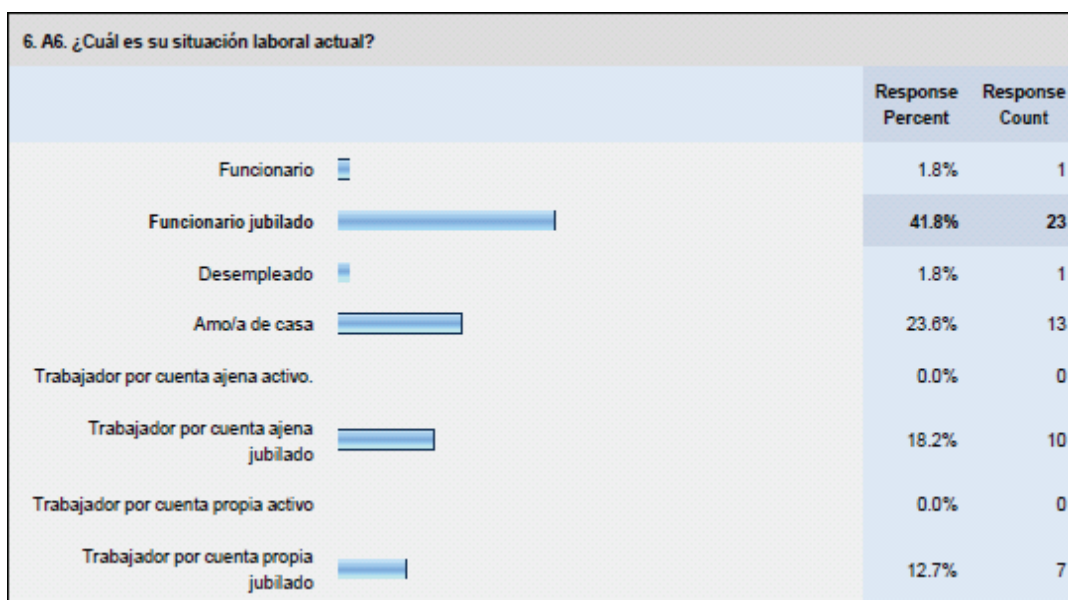 6. A6. ¿Cuál es su situación laboral actual?
Response Percent Response Count
Funcionario 1.8% 1
Funcionario jubilado 41.8% 23
Desempleado 1.8% 1
Amo/a de casa 23.6% 13
Trabajador por cuenta ajena activo. 0.0% 0
Trabajador por cuenta ajena jubilado 18.2% 10
Trabajador por cuenta propia activo 0.0% 0
Trabajador por cuenta propia jubilado 12.7% 7